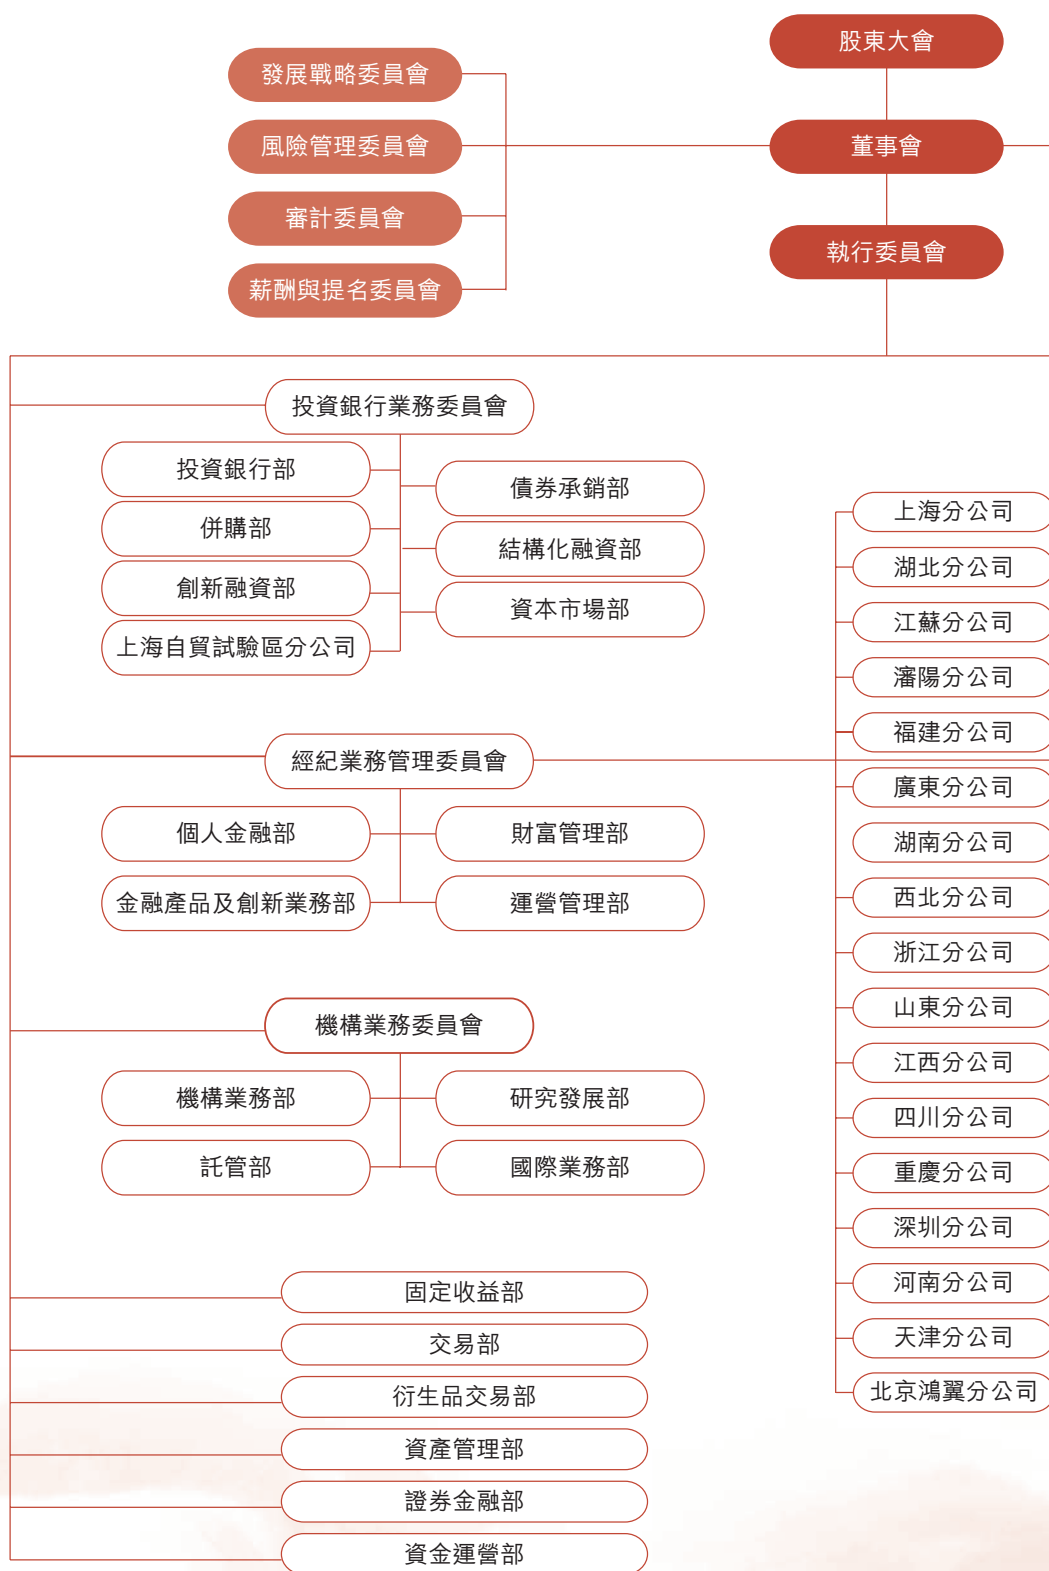 股東大會
發展戰略委員會
風險管理委員會
董事會
審計委員會
執行委員會
薪酬與提名委員會
投資銀行業務委員會
投資銀行部
債券承銷部
併購部
結構化融資部
創新融資部
資本市場部
上海自貿試驗區分公司
經紀業務管理委員會
個人金融部
財富管理部
金融產品及創新業務部
運營管理部
機構業務委員會
機構業務部
研究發展部
託管部
國際業務部
固定收益部
交易部
衍生品交易部
資產管理部
證券金融部
資金運營部
上海分公司
湖北分公司
江蘇分公司
瀋陽分公司
福建分公司
廣東分公司
湖南分公司
西北分公司
浙江分公司
山東分公司
江西分公司
四川分公司
重慶分公司
深圳分公司
河南分公司
天津分公司
北京鴻翼分公司